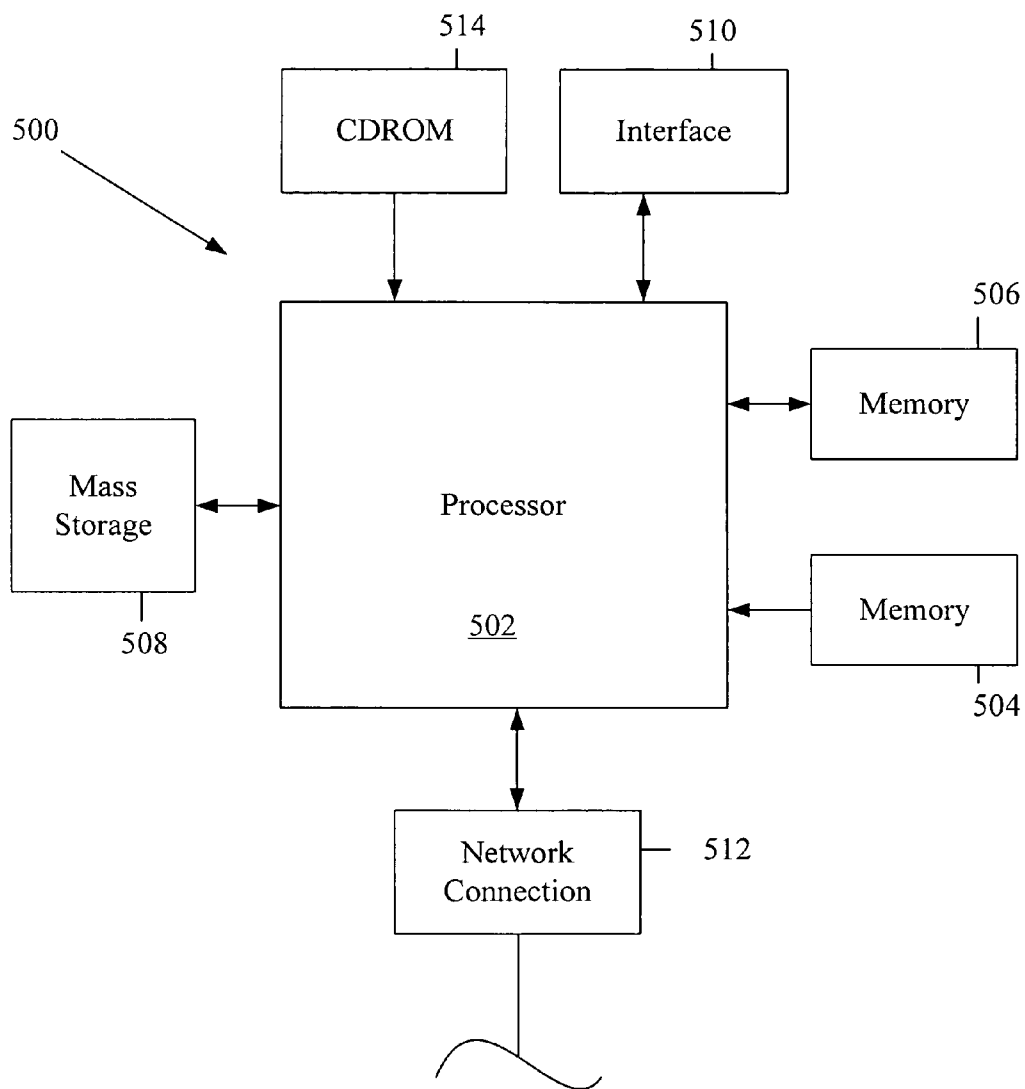 514
510
CDROM
Interface
500
506
Memory
Mass
Storage
508
Processor
502
Memory
504
Network
Connection
512